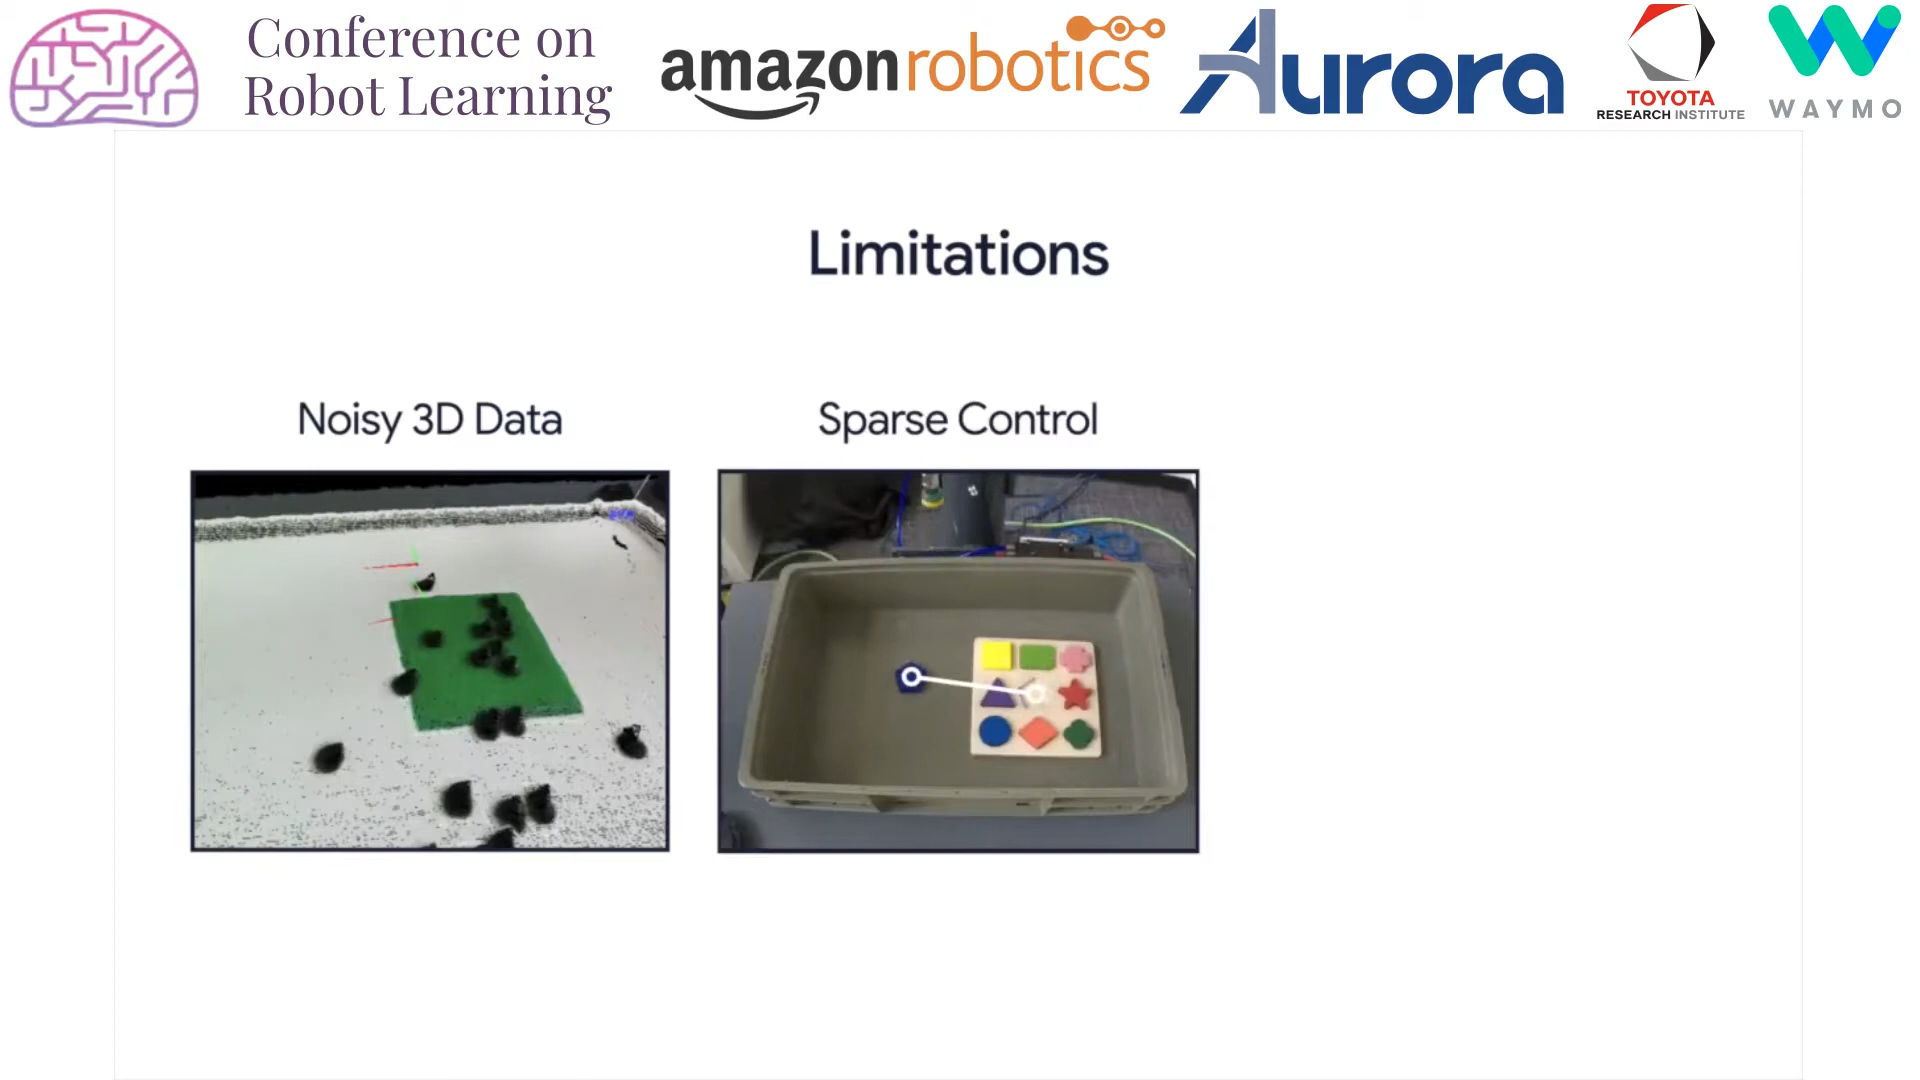 Conference on
Robot Learning
amazon robotics
Aurora
TOYOTA
RESEARCH INSTITUTE
WAYMO
Limitations
Noisy 3D Data
Sparse Control